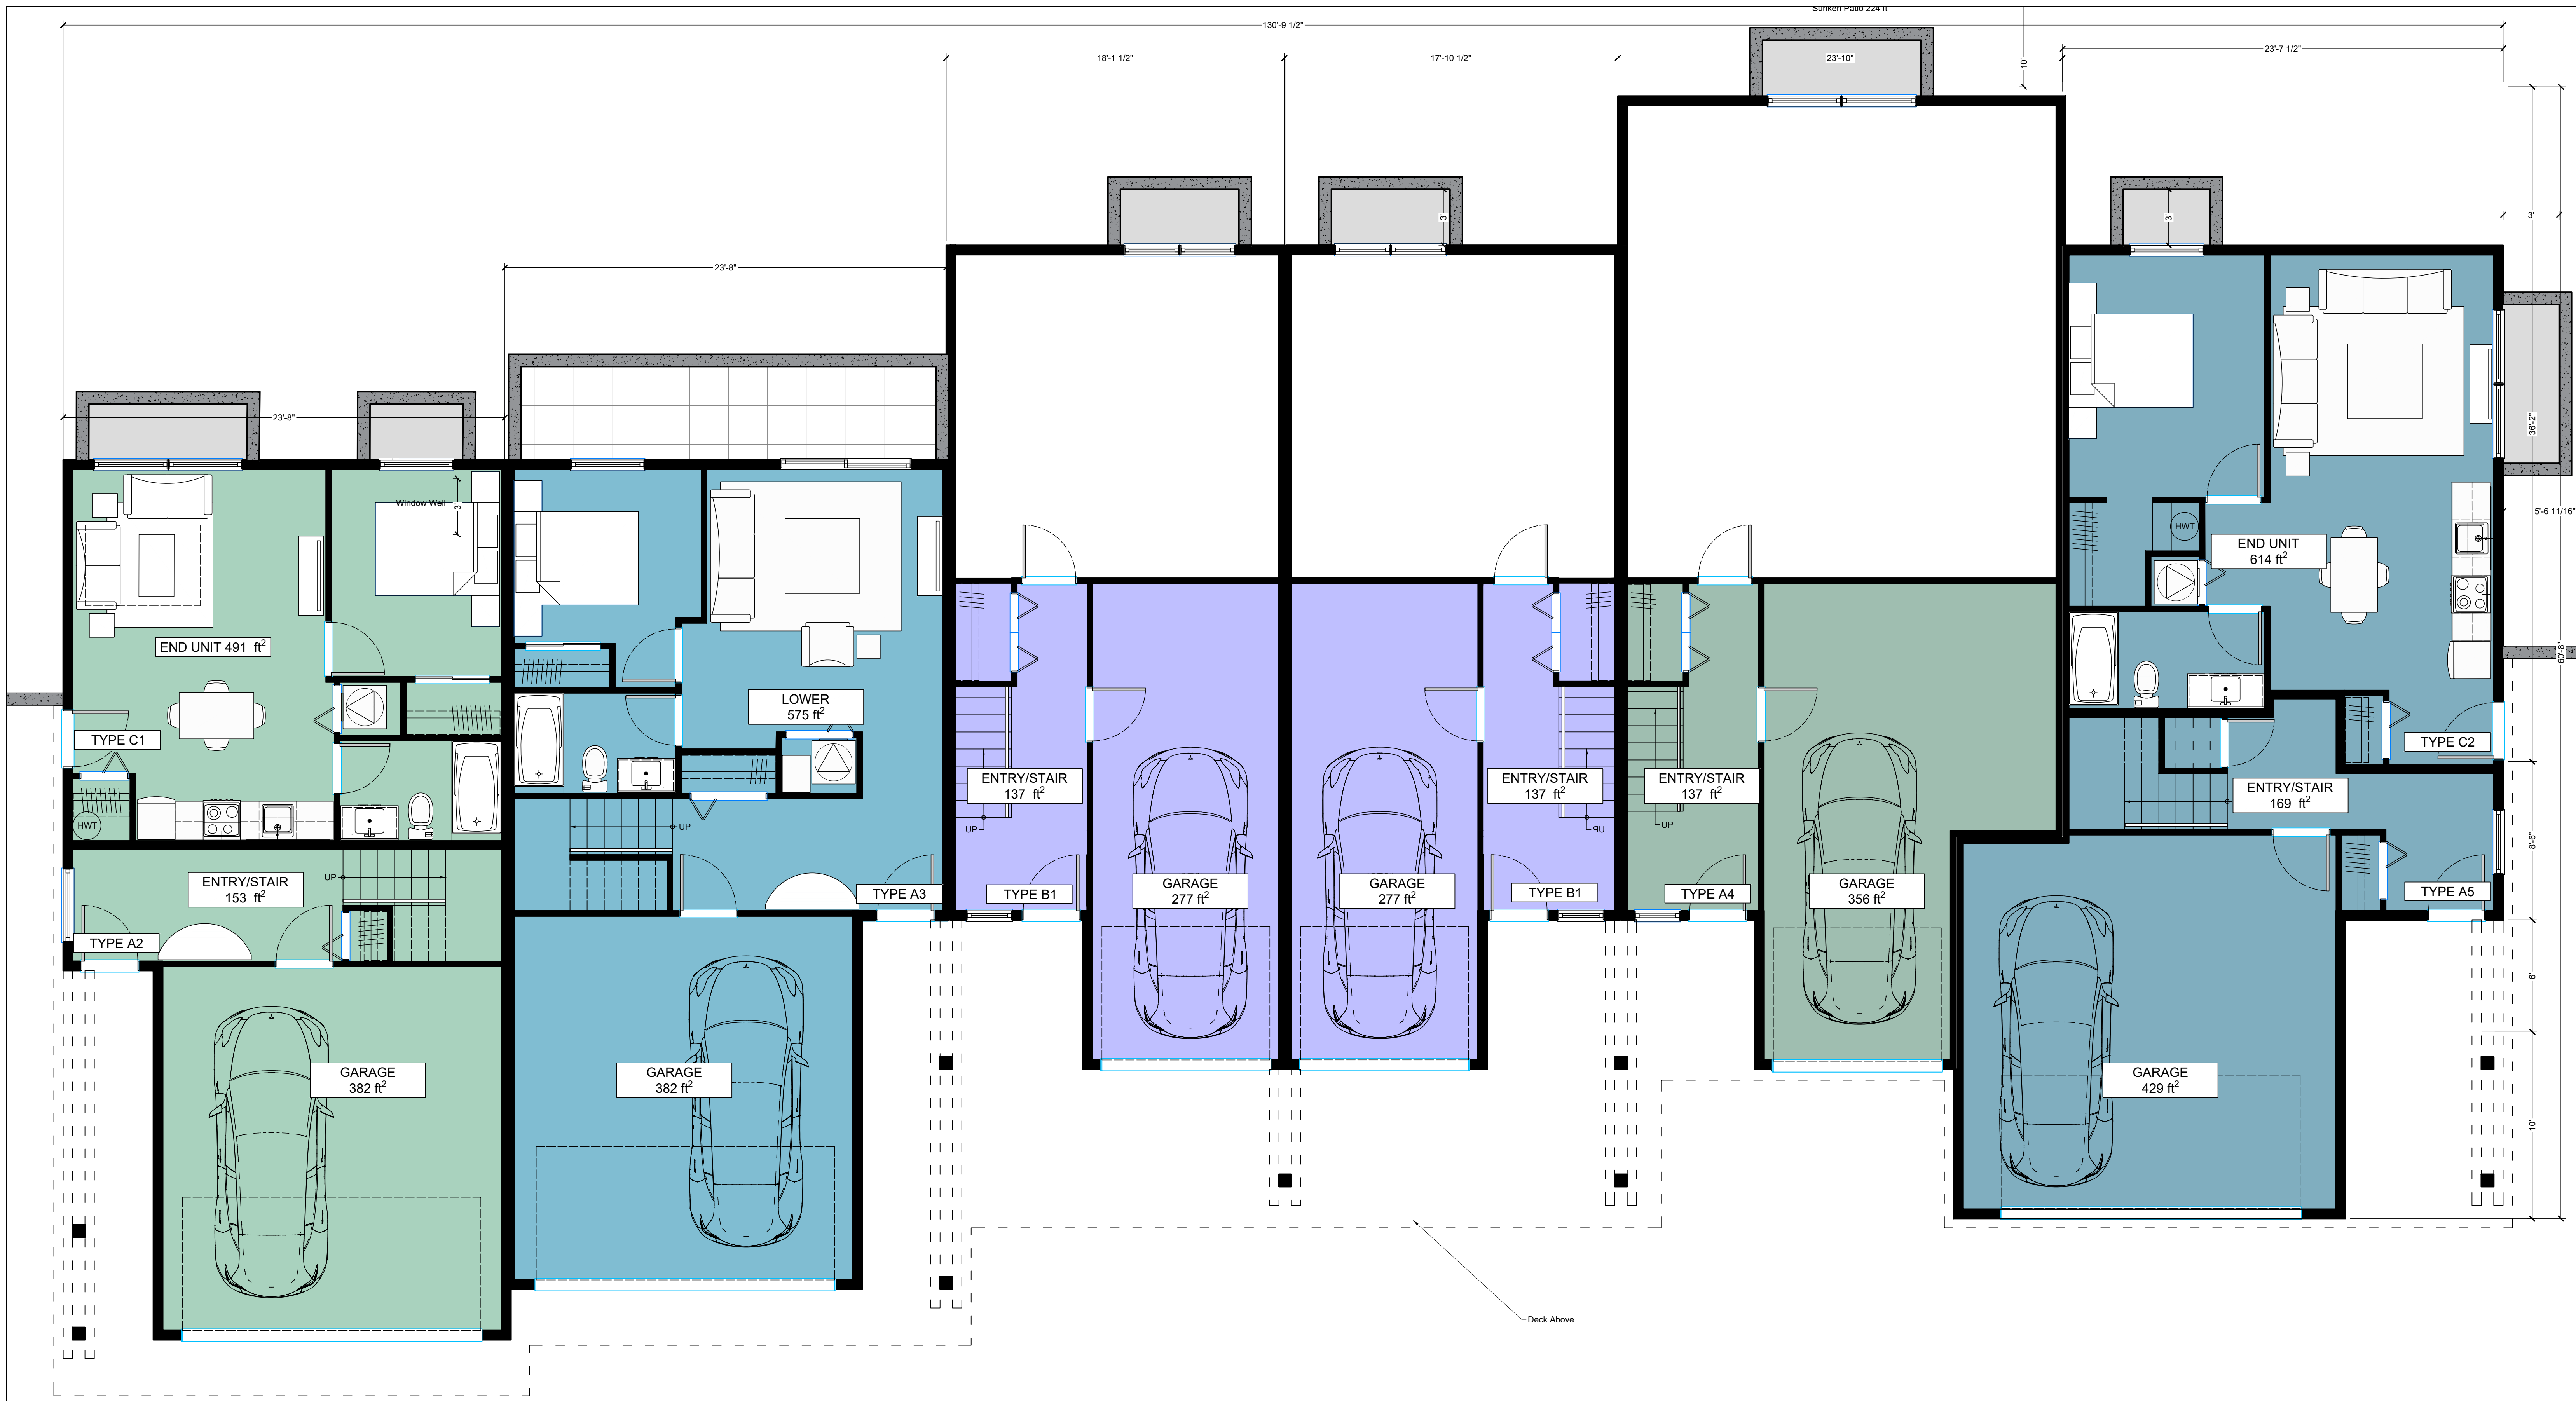 Sunken Patio 224 ft²
130'-9 1/2"
18'-1 1/2"
17'-10 1/2"
23'-10"
10'
23'-7 1/2"
3'
3'
3'
23'-8"
23'-8"
36'-2"
Window Well
3'
5'-6 11/16"
HWT
END UNIT
614 ft²
END UNIT 491 ft²
60'-8"
LOWER
575 ft²
TYPE C1
TYPE C2
ENTRY/STAIR
137 ft²
ENTRY/STAIR
137 ft²
ENTRY/STAIR
137 ft²
ENTRY/STAIR
169 ft²
HWT
UP
UP
UP
UP
8'-6"
UP
ENTRY/STAIR
153 ft²
TYPE A3
TYPE B1
GARAGE
277 ft²
GARAGE
277 ft²
TYPE B1
TYPE A4
GARAGE
356 ft²
TYPE A5
TYPE A2
6'
GARAGE
382 ft²
GARAGE
382 ft²
GARAGE
429 ft²
10'
Deck Above